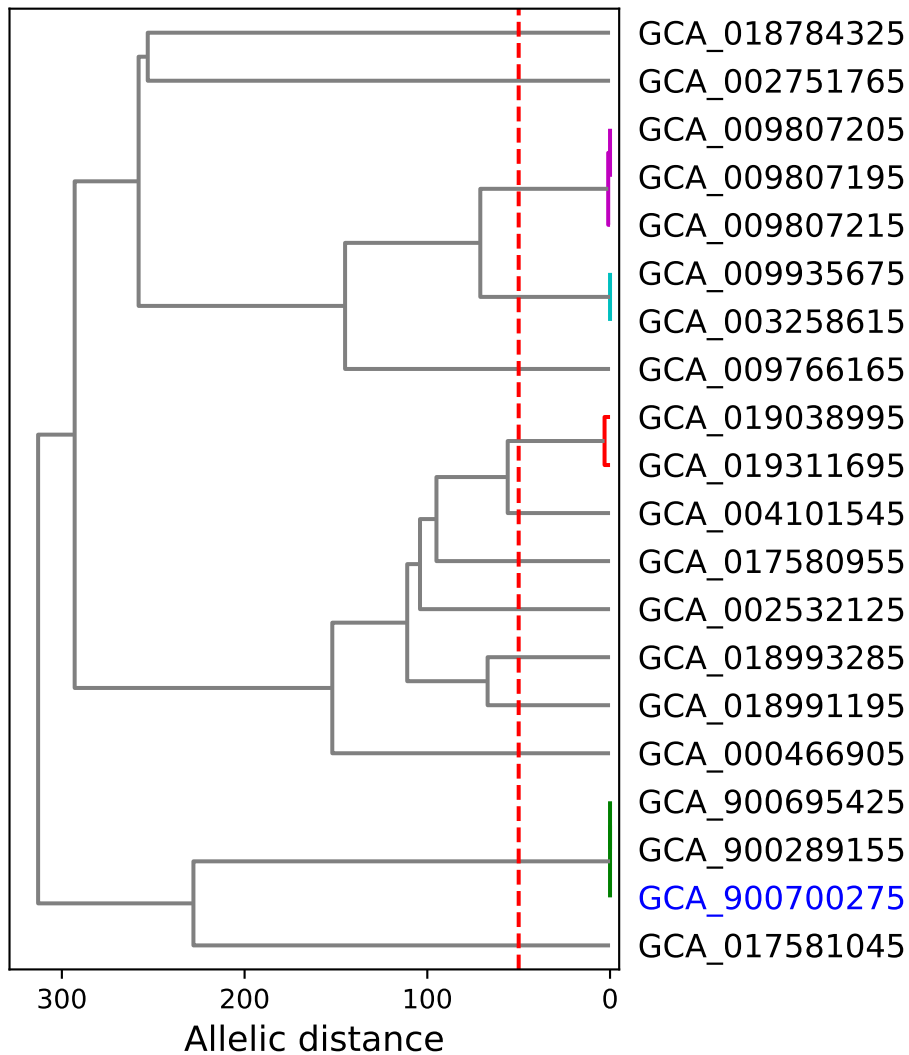 GCA_018784325
GCA_002751765
GCA_009807205
GCA_009807195
GCA_009807215
GCA_009935675
GCA_003258615
GCA_009766165
GCA_019038995
GCA_019311695
GCA_004101545
GCA_017580955
GCA_002532125
GCA_018993285
GCA_018991195
GCA_000466905
GCA_900695425
GCA_900289155
GCA_900700275
GCA_017581045
300 200 100 0
Allelic distance